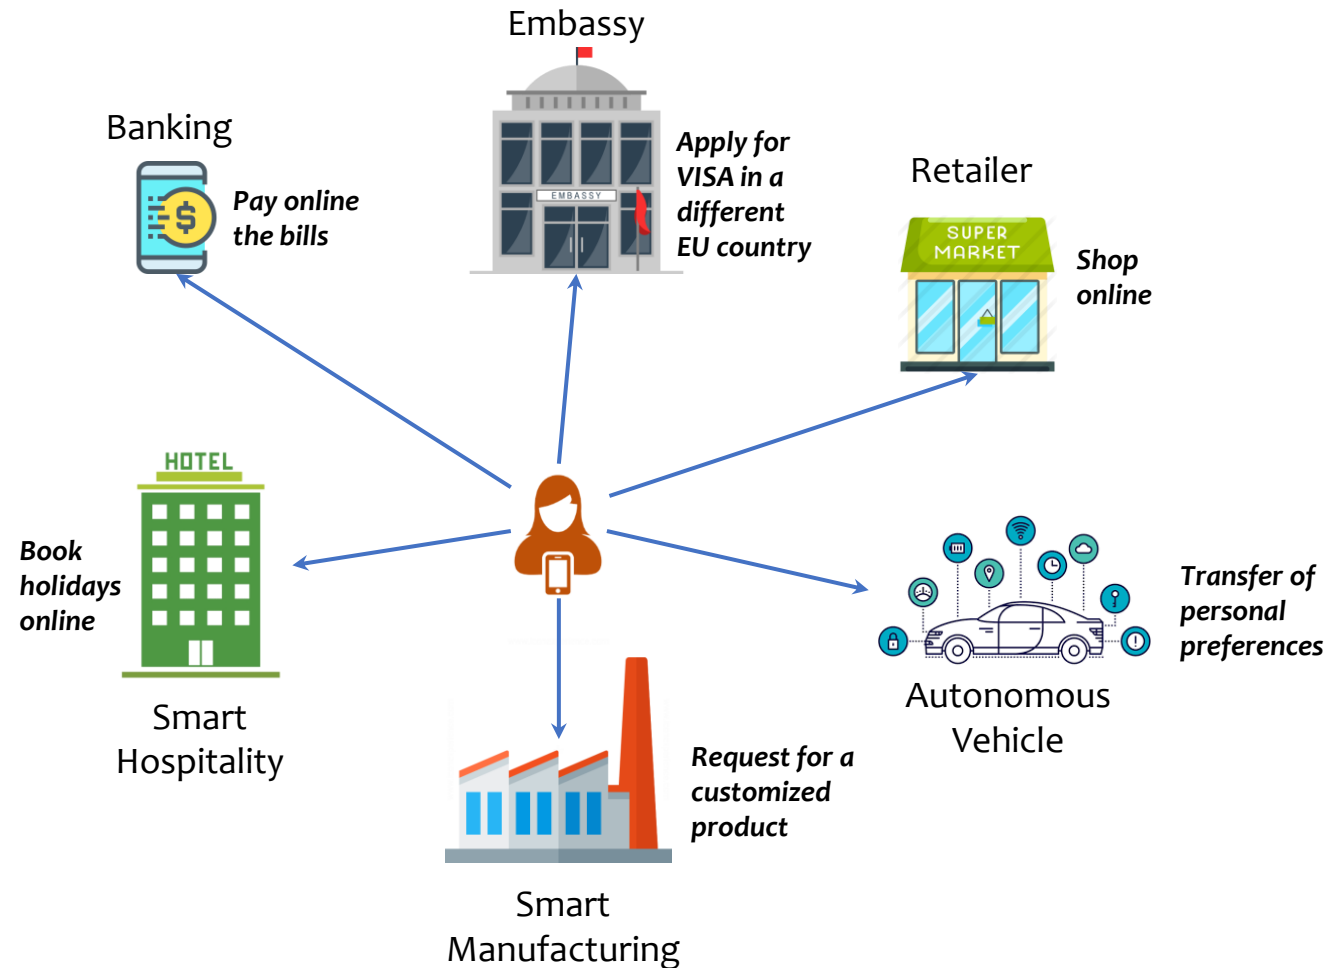 Embassy
Banking
Pay online
the bills
EMBASSY
Apply for
VISA in a
different
EU country
Retailer
SUPER
MARKET
Shop
online
HOTEL
Book
holidays
online
Smart
Hospitality
Transfer of
personal
preferences
Autonomous
Vehicle
Request for a
customized
product
Smart
Manufacturing